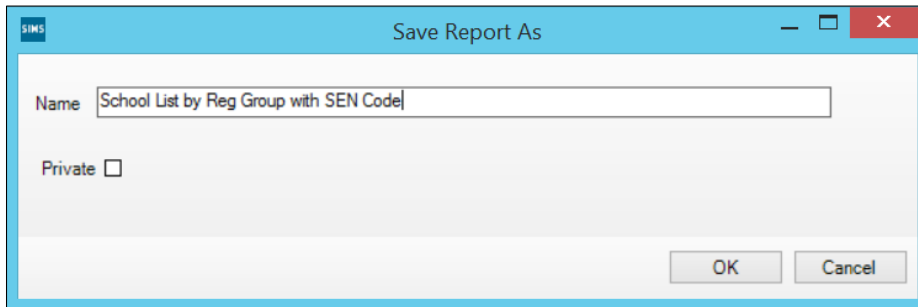 SIMS
Save Report As
Name School List by Reg Group with SEN Code
Private
OK Cancel